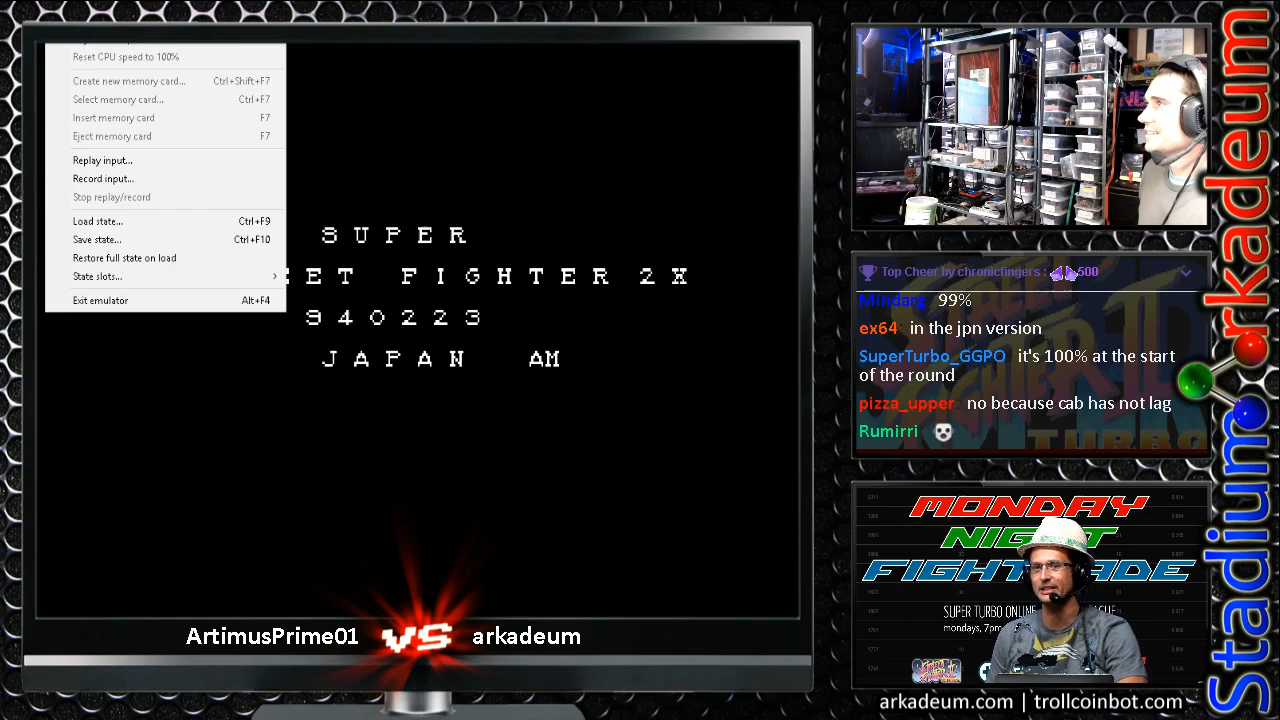 Reset CPU speed to 100%
Create new memory card... Ctrl+Shift+F7
Select memory card... Ctrl+F7
Insert memory card F7
Eject memory card F7
Replay input...
Record input...
Stop replay/record
Load state... Ctrl+F9
Save state... Ctrl+F10
Restore full state on load
State slots...
Exit emulator Alt+F4
SUPER
EET FIGHTER 2X
940223
JAPAN AM
ArtimusPrime01 VS arkadeum
Top Cheer by chronicfingers : 500
Mindarg 99%
ex64 in the jpn version
SuperTurbo_GGPO it's 100% at the start
of the round
pizza_upper no because cab has not lag
Rumirri
TURBO
MONDAY
NIGHT
FIGHTCADE
SUPER TURBO ONLINE
mondays, 7pm
arkadeum.com | trollcoinbot.com
Stadium Arkadeum